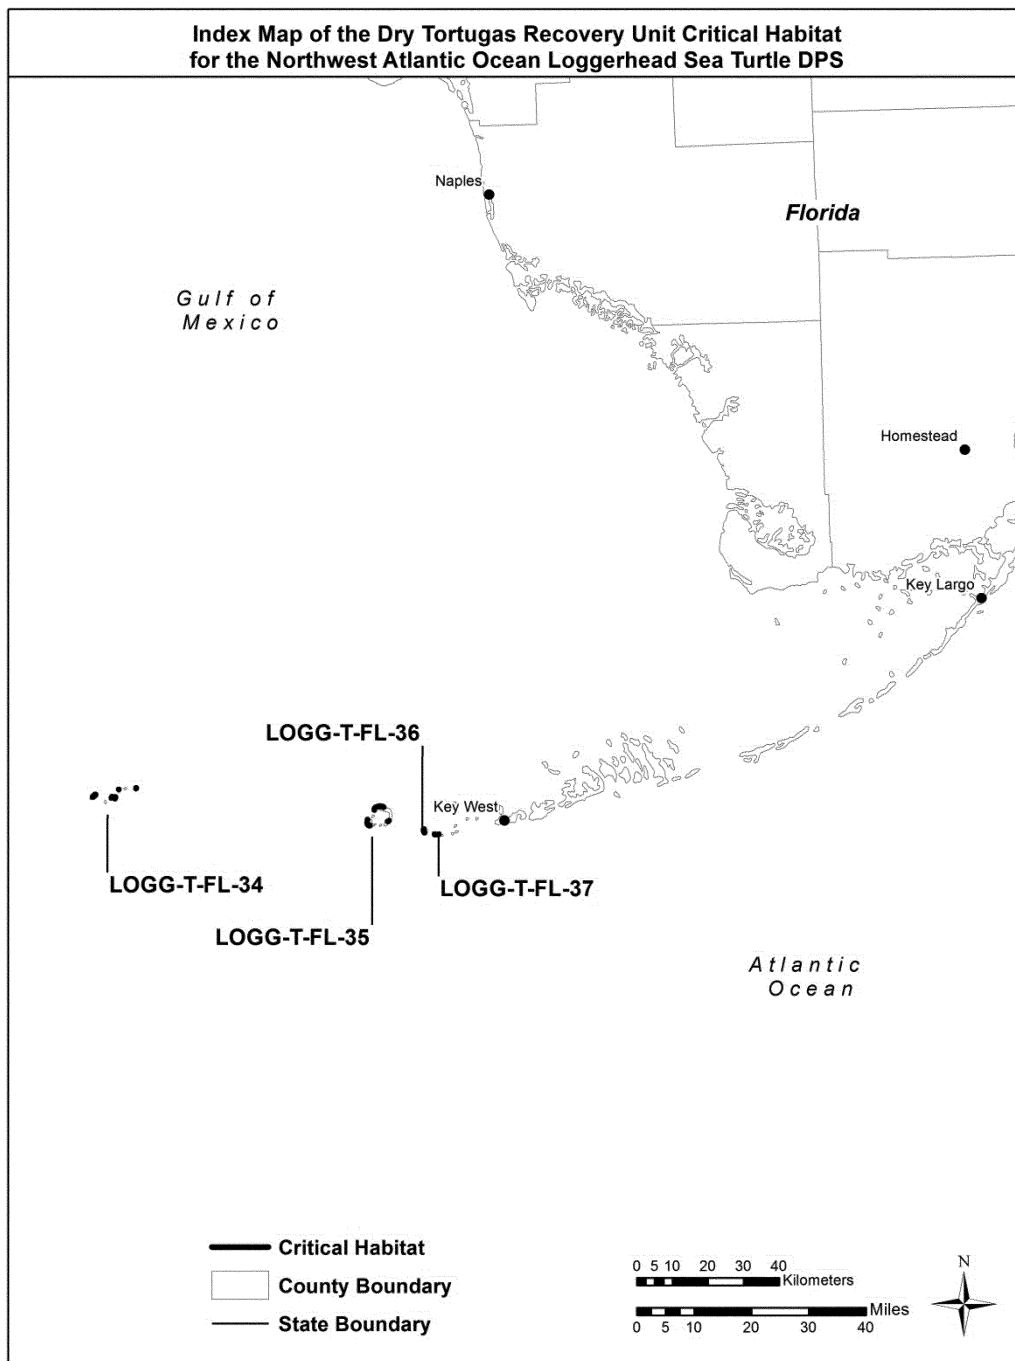 Index Map of the Dry Tortugas Recovery Unit Critical Habitat
for the Northwest Atlantic Ocean Loggerhead Sea Turtle DPS
Naples
Florida
Gulf of
Mexico
Homestead
Key Largo
LOGG-T-FL-36
Key West
LOGG-T-FL-34
LOGG-T-FL-37
LOGG-T-FL-35
Atlantic
Ocean
Critical Habitat
County Boundary
State Boundary
0 5 10 20 30 40
Kilometers
Miles
0 5 10 20 30 40
N